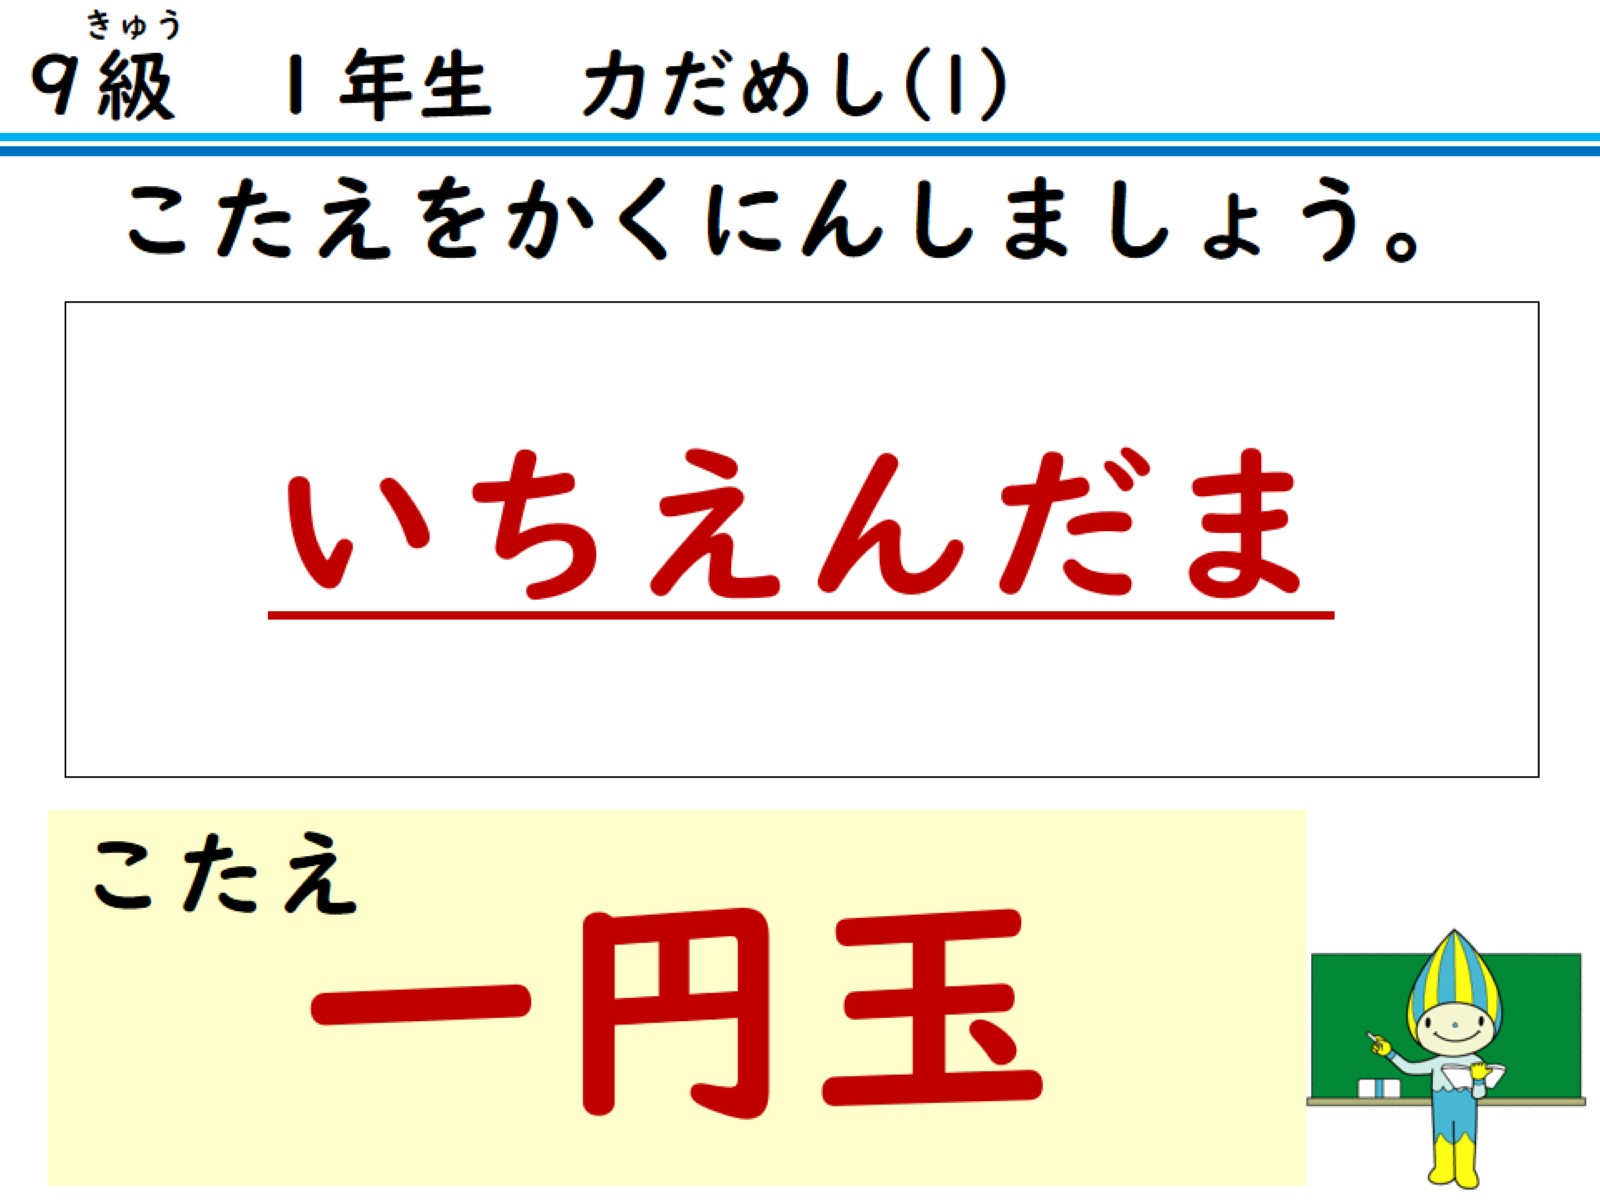 きゅう
９級　１年生　力だめし(１)
こたえをかくにんしましょう。
いちえんだま
こたえ
一円玉